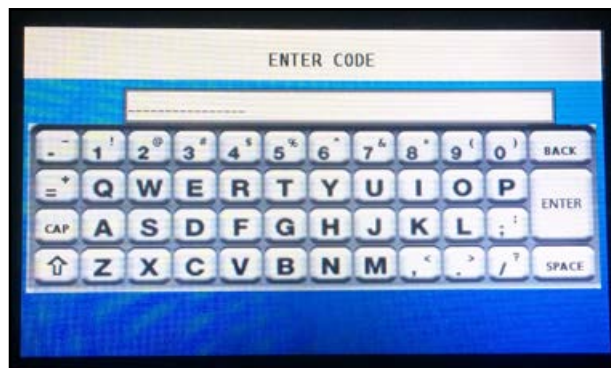 ENTER CODE
---------------
- _ 1 ! 2 @ 3 # 4 $ 5 % 6 ^ 7 & 8 * 9 ( 0 ) BACK
= + Q W E R T Y U I O P ENTER
CAP A S D F G H J K L ; :
Z X C V B N M , < . > / ? SPACE